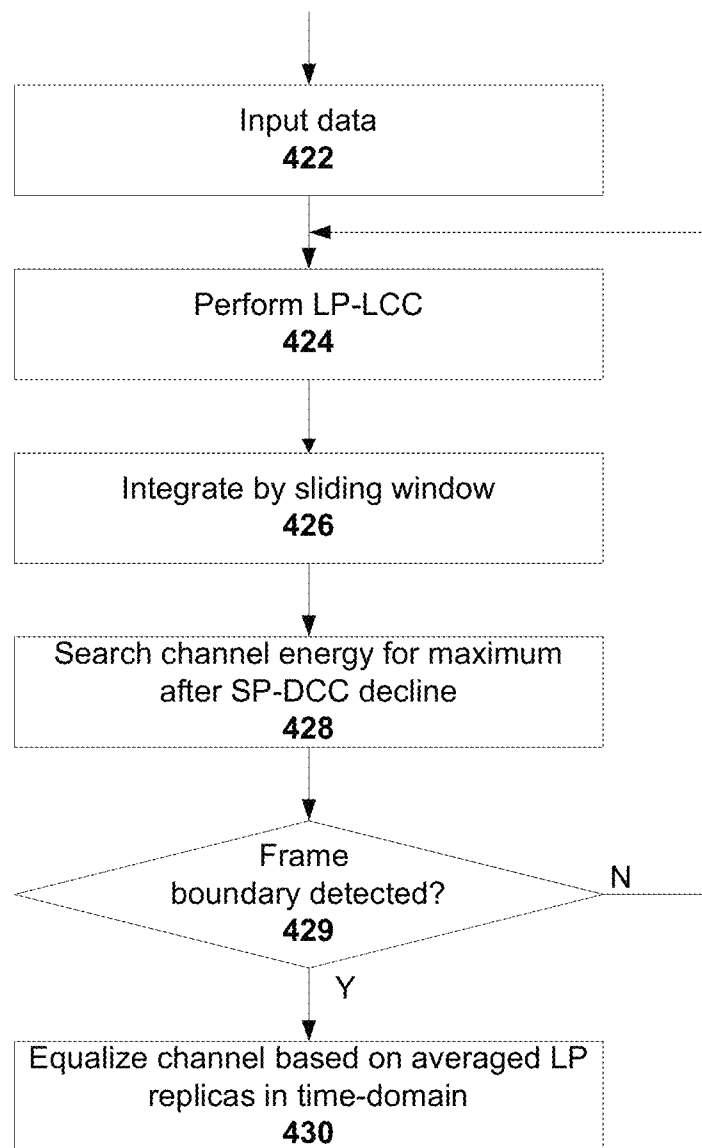 Input data
422
Perform LP-LCC
424
Integrate by sliding window
426
Search channel energy for maximum
after SP-DCC decline
428
Frame
boundary detected?
429
N
Y
Equalize channel based on averaged LP
replicas in time-domain
430